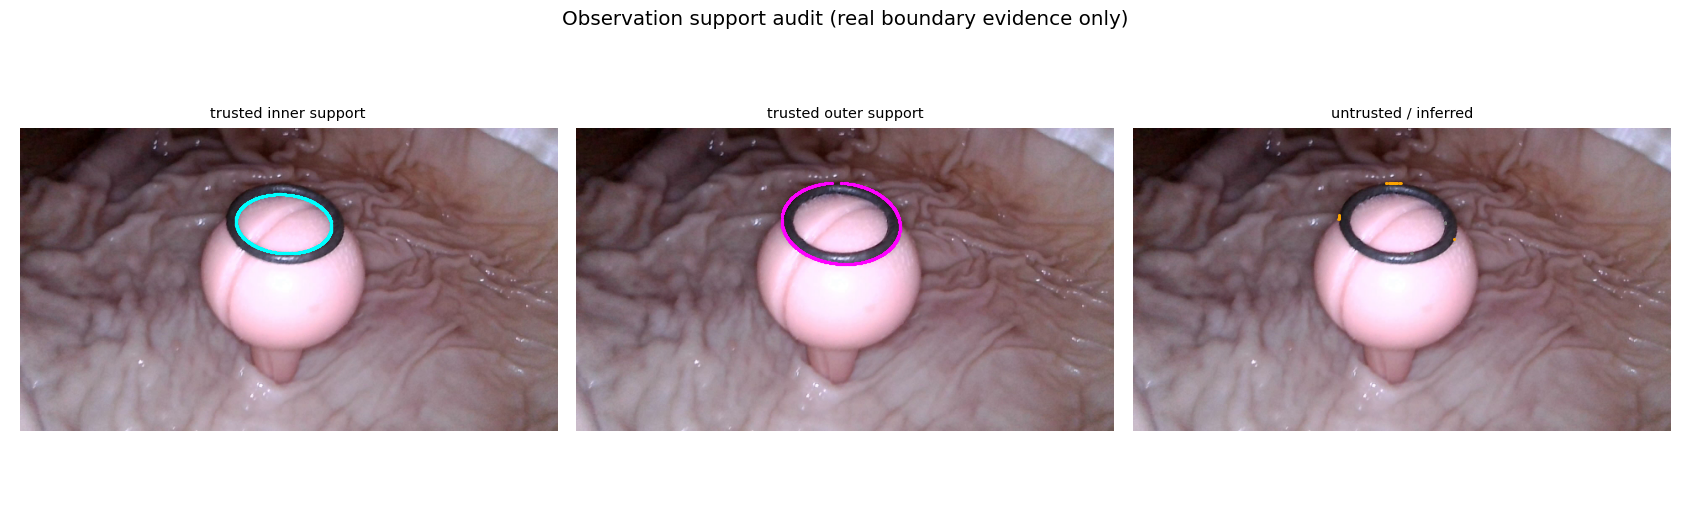 Observation support audit (real boundary evidence only)
trusted inner support
trusted outer support
untrusted / inferred